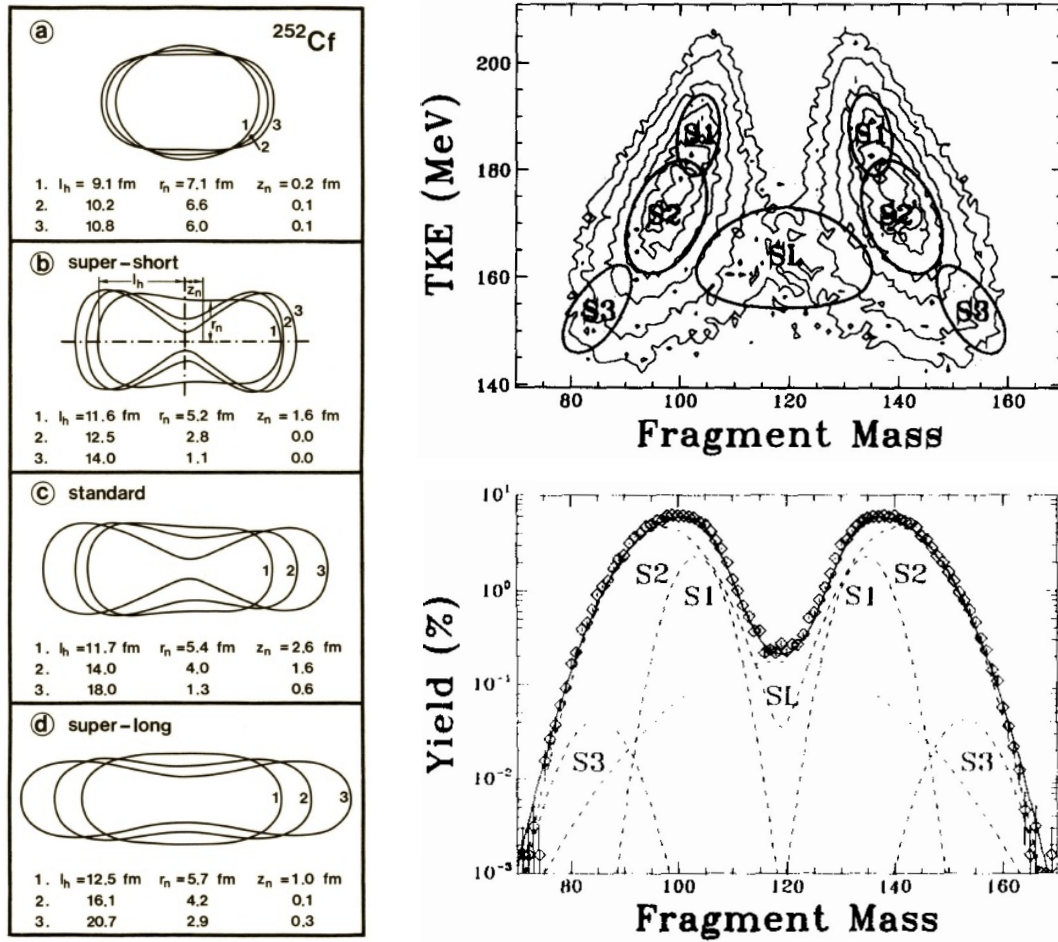 ⓐ ²⁵²Cf
1 3
2
1. lₕ = 9.1 fm rₙ = 7.1 fm zₙ = 0.2 fm
2. 10.2 6.6 0.1
3. 10.8 6.0 0.1
ⓑ super-short
lₕ zₙ
rₙ
1 2 3
1. lₕ = 11.6 fm rₙ = 5.2 fm zₙ = 1.6 fm
2. 12.5 2.8 0.0
3. 14.0 1.1 0.0
ⓒ standard
1 2 3
1. lₕ = 11.7 fm rₙ = 5.4 fm zₙ = 2.6 fm
2. 14.0 4.0 1.6
3. 18.0 1.3 0.6
ⓓ super-long
1 2 3
1. lₕ = 12.5 fm rₙ = 5.7 fm zₙ = 1.0 fm
2. 16.1 4.2 0.1
3. 20.7 2.9 0.3
TKE (MeV)
200
180
160
140
S1 S1
S2 S2
SL
S3 S3
80 100 120 140 160
Fragment Mass
Yield (%)
10¹
10⁰
10⁻¹
10⁻²
10⁻³
S2 S1 S1 S2
SL
S3 S3
80 100 120 140 160
Fragment Mass